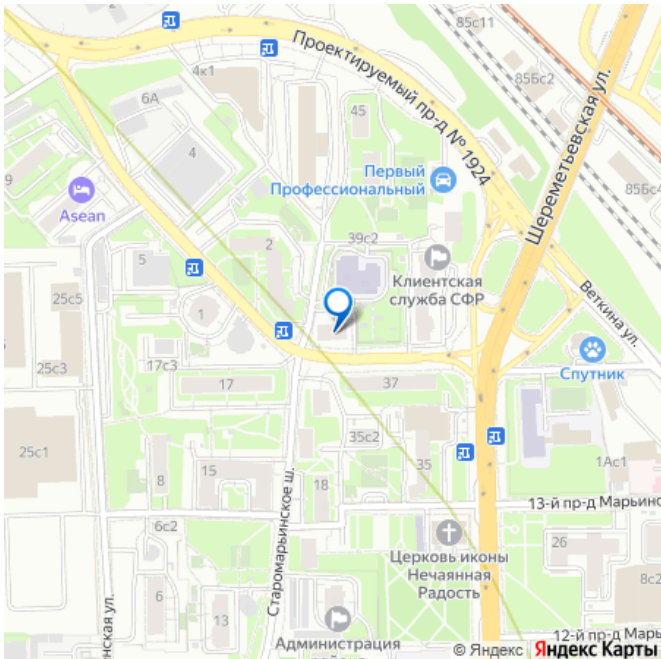 85с11
Проектируемый пр-д № 1924
4к1
85Бс2
6А
45
Шереметьевская ул.
4
9
Первый
Профессиональный
Asean
85Бс4
39с2
2
5
Клиентская
служба СФР
25с5
Веткина ул.
1
17с3
25с3
Спутник
17
37
25с1
35с2
15
35
1Ас1
8
18
13-й пр-д Марьино
6с2
Староmарьинское ш.
Церковь иконы
Нечаянная
Радость
26
8с2
6
13
Администрация
12-й пр-д Марь
нская ул.
© Яндекс Яндекс Карты